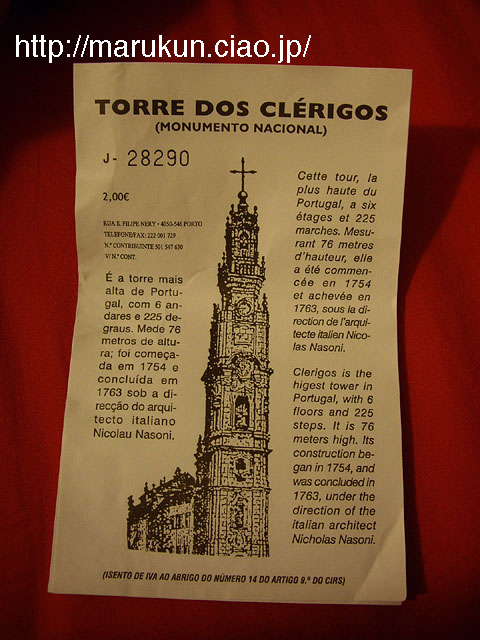 http://marukun.ciao.jp/
TORRE DOS CLÉRIGOS
(MONUMENTO NACIONAL)
J- 28290
2,00€
RUA S. FILIPE NERY • 4050-546 PORTO
TELEFONE/FAX: 222 001 729
N.º CONTRIBUINTE 501 547 630
V/ N.º CONT.
É a torre mais
alta de Portu-
gal, com 6 an-
dares e 225 de-
graus. Mede 76
metros de altu-
ra; foi começa-
da em 1754 e
concluída em
1763 sob a di-
recção do arqui-
tecto italiano
Nicolau Nasoni.
Cette tour, la
plus haute du
Portugal, a six
étages et 225
marches. Mesu-
rant 76 metres
d'hauteur, elle
a été commen-
cée en 1754
et achevée en
1763, sous la di-
rection de l'arqui-
tecte italien Nico-
las Nasoni.
Clerigos is the
higest tower in
Portugal, with 6
floors and 225
steps. It is 76
meters high. Its
construction be-
gan in 1754, and
was concluded in
1763, under the
direction of the
italian architect
Nicholas Nasoni.
(ISENTO DE IVA AO ABRIGO DO NÚMERO 14 DO ARTIGO 9.º DO CIRS)